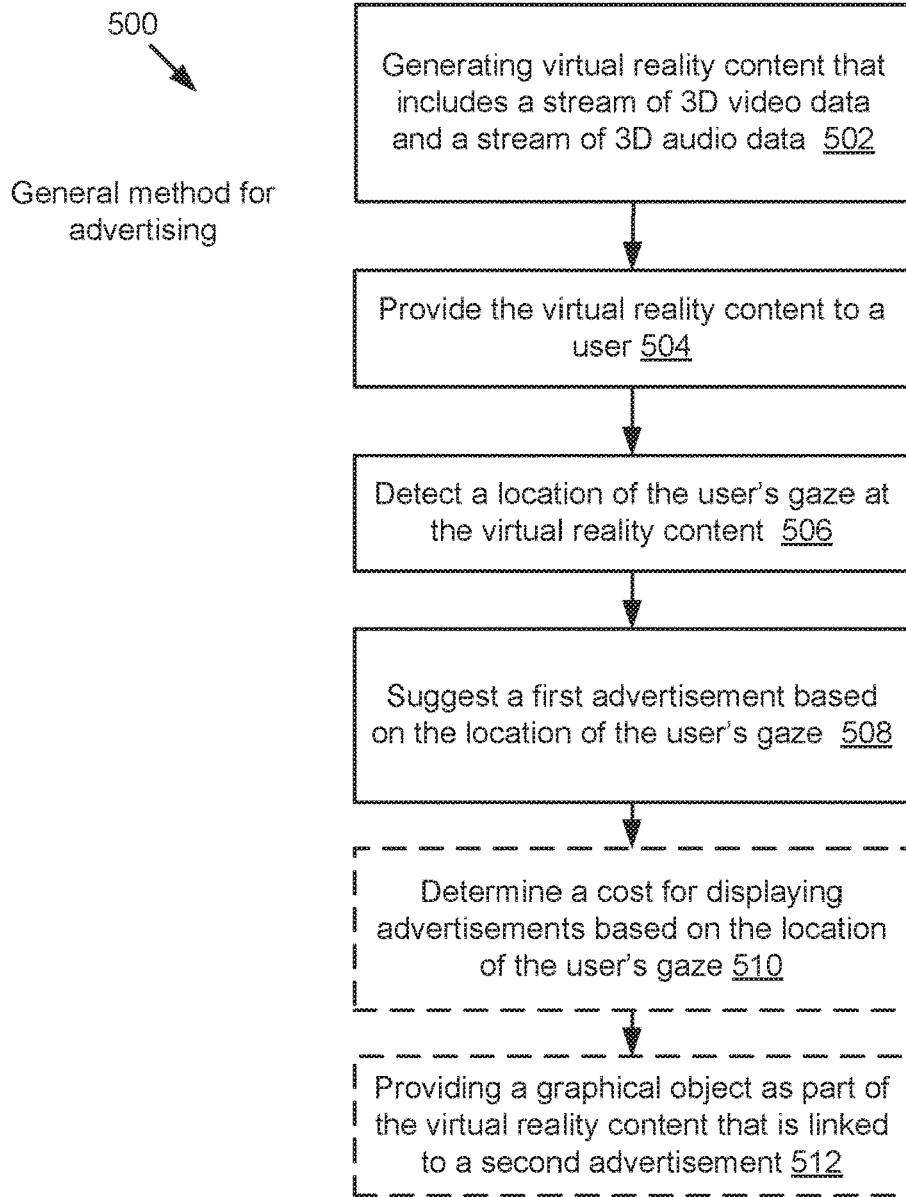 500
General method for
advertising
Generating virtual reality content that
includes a stream of 3D video data
and a stream of 3D audio data 502
Provide the virtual reality content to a
user 504
Detect a location of the user's gaze at
the virtual reality content 506
Suggest a first advertisement based
on the location of the user's gaze 508
Determine a cost for displaying
advertisements based on the location
of the user's gaze 510
Providing a graphical object as part of
the virtual reality content that is linked
to a second advertisement 512